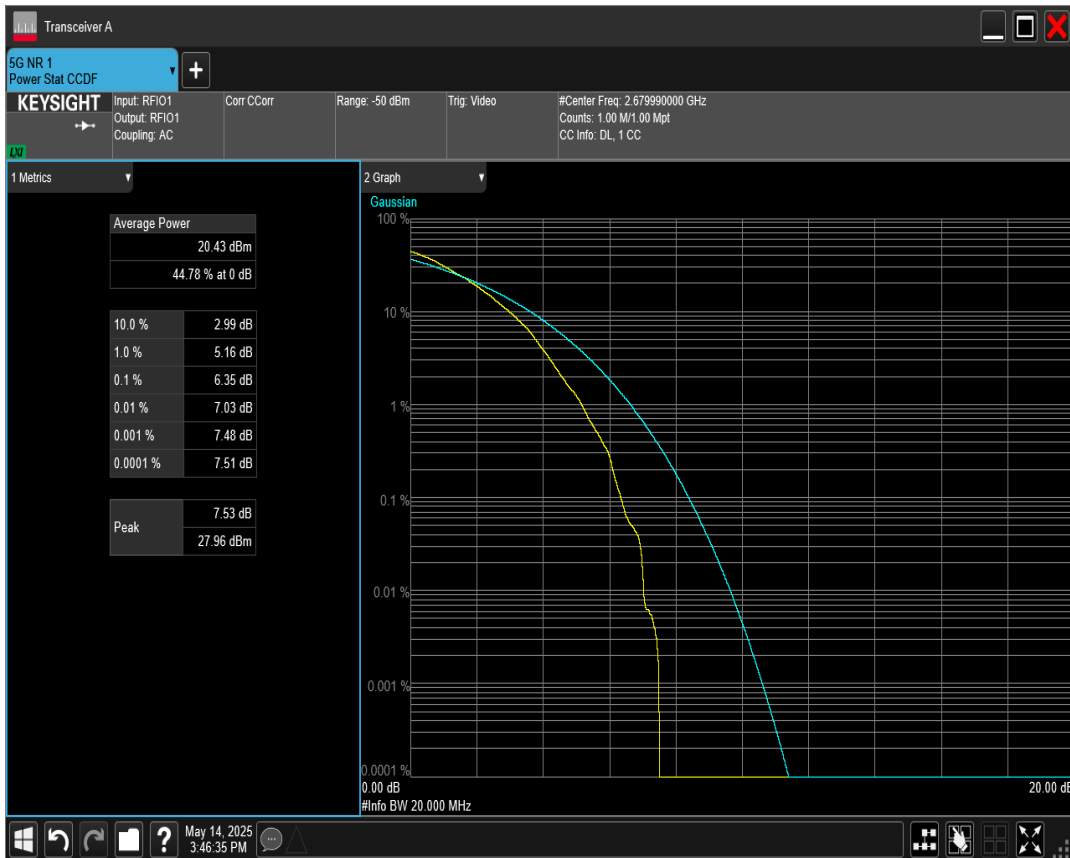 Transceiver A
5G NR 1
Power Stat CCDF
+
KEYSIGHT
LXI
Input: RFIO1
Output: RFIO1
Coupling: AC
Corr CCorr
Range: -50 dBm
Trig: Video
#Center Freq: 2.679990000 GHz
Counts: 1.00 M/1.00 Mpt
CC Info: DL, 1 CC
1 Metrics
Average Power
20.43 dBm
44.78 % at 0 dB
10.0 % 2.99 dB
1.0 % 5.16 dB
0.1 % 6.35 dB
0.01 % 7.03 dB
0.001 % 7.48 dB
0.0001 % 7.51 dB
Peak
7.53 dB
27.96 dBm
2 Graph
Gaussian
100 %
10 %
1 %
0.1 %
0.01 %
0.001 %
0.0001 %
0.00 dB
20.00 dB
#Info BW 20.000 MHz
?
May 14, 2025
3:46:35 PM